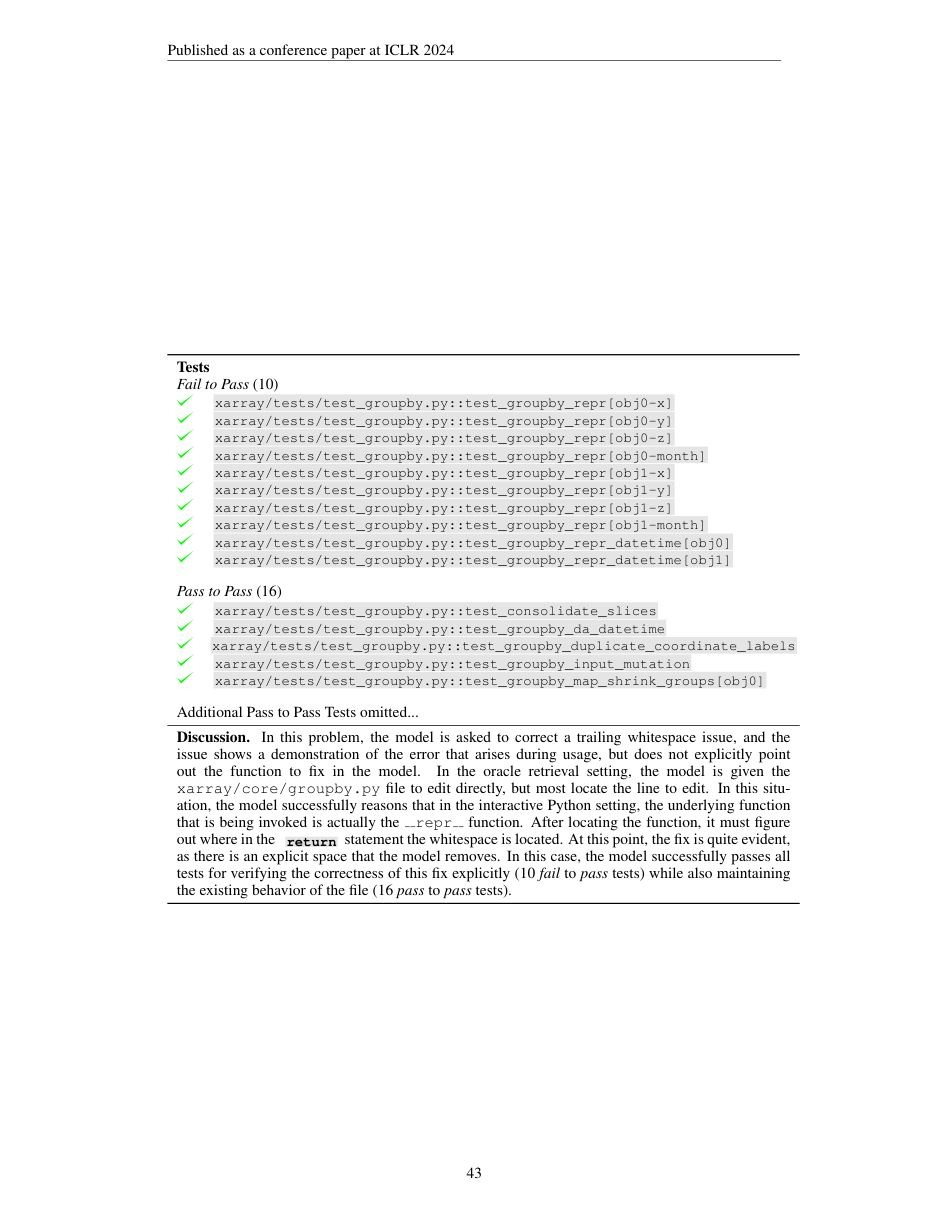 Published as a conference paper at ICLR 2024
Tests
Fail to Pass (10)
✓ xarray/tests/test_groupby.py::test_groupby_repr[obj0-x]
✓ xarray/tests/test_groupby.py::test_groupby_repr[obj0-y]
✓ xarray/tests/test_groupby.py::test_groupby_repr[obj0-z]
✓ xarray/tests/test_groupby.py::test_groupby_repr[obj0-month]
✓ xarray/tests/test_groupby.py::test_groupby_repr[obj1-x]
✓ xarray/tests/test_groupby.py::test_groupby_repr[obj1-y]
✓ xarray/tests/test_groupby.py::test_groupby_repr[obj1-z]
✓ xarray/tests/test_groupby.py::test_groupby_repr[obj1-month]
✓ xarray/tests/test_groupby.py::test_groupby_repr_datetime[obj0]
✓ xarray/tests/test_groupby.py::test_groupby_repr_datetime[obj1]
Pass to Pass (16)
✓ xarray/tests/test_groupby.py::test_consolidate_slices
✓ xarray/tests/test_groupby.py::test_groupby_da_datetime
✓ xarray/tests/test_groupby.py::test_groupby_duplicate_coordinate_labels
✓ xarray/tests/test_groupby.py::test_groupby_input_mutation
✓ xarray/tests/test_groupby.py::test_groupby_map_shrink_groups[obj0]
Additional Pass to Pass Tests omitted...
Discussion. In this problem, the model is asked to correct a trailing whitespace issue, and the
issue shows a demonstration of the error that arises during usage, but does not explicitly point
out the function to fix in the model. In the oracle retrieval setting, the model is given the
xarray/core/groupby.py file to edit directly, but most locate the line to edit. In this situ-
ation, the model successfully reasons that in the interactive Python setting, the underlying function
that is being invoked is actually the __repr__ function. After locating the function, it must figure
out where in the return statement the whitespace is located. At this point, the fix is quite evident,
as there is an explicit space that the model removes. In this case, the model successfully passes all
tests for verifying the correctness of this fix explicitly (10 fail to pass tests) while also maintaining
the existing behavior of the file (16 pass to pass tests).
43